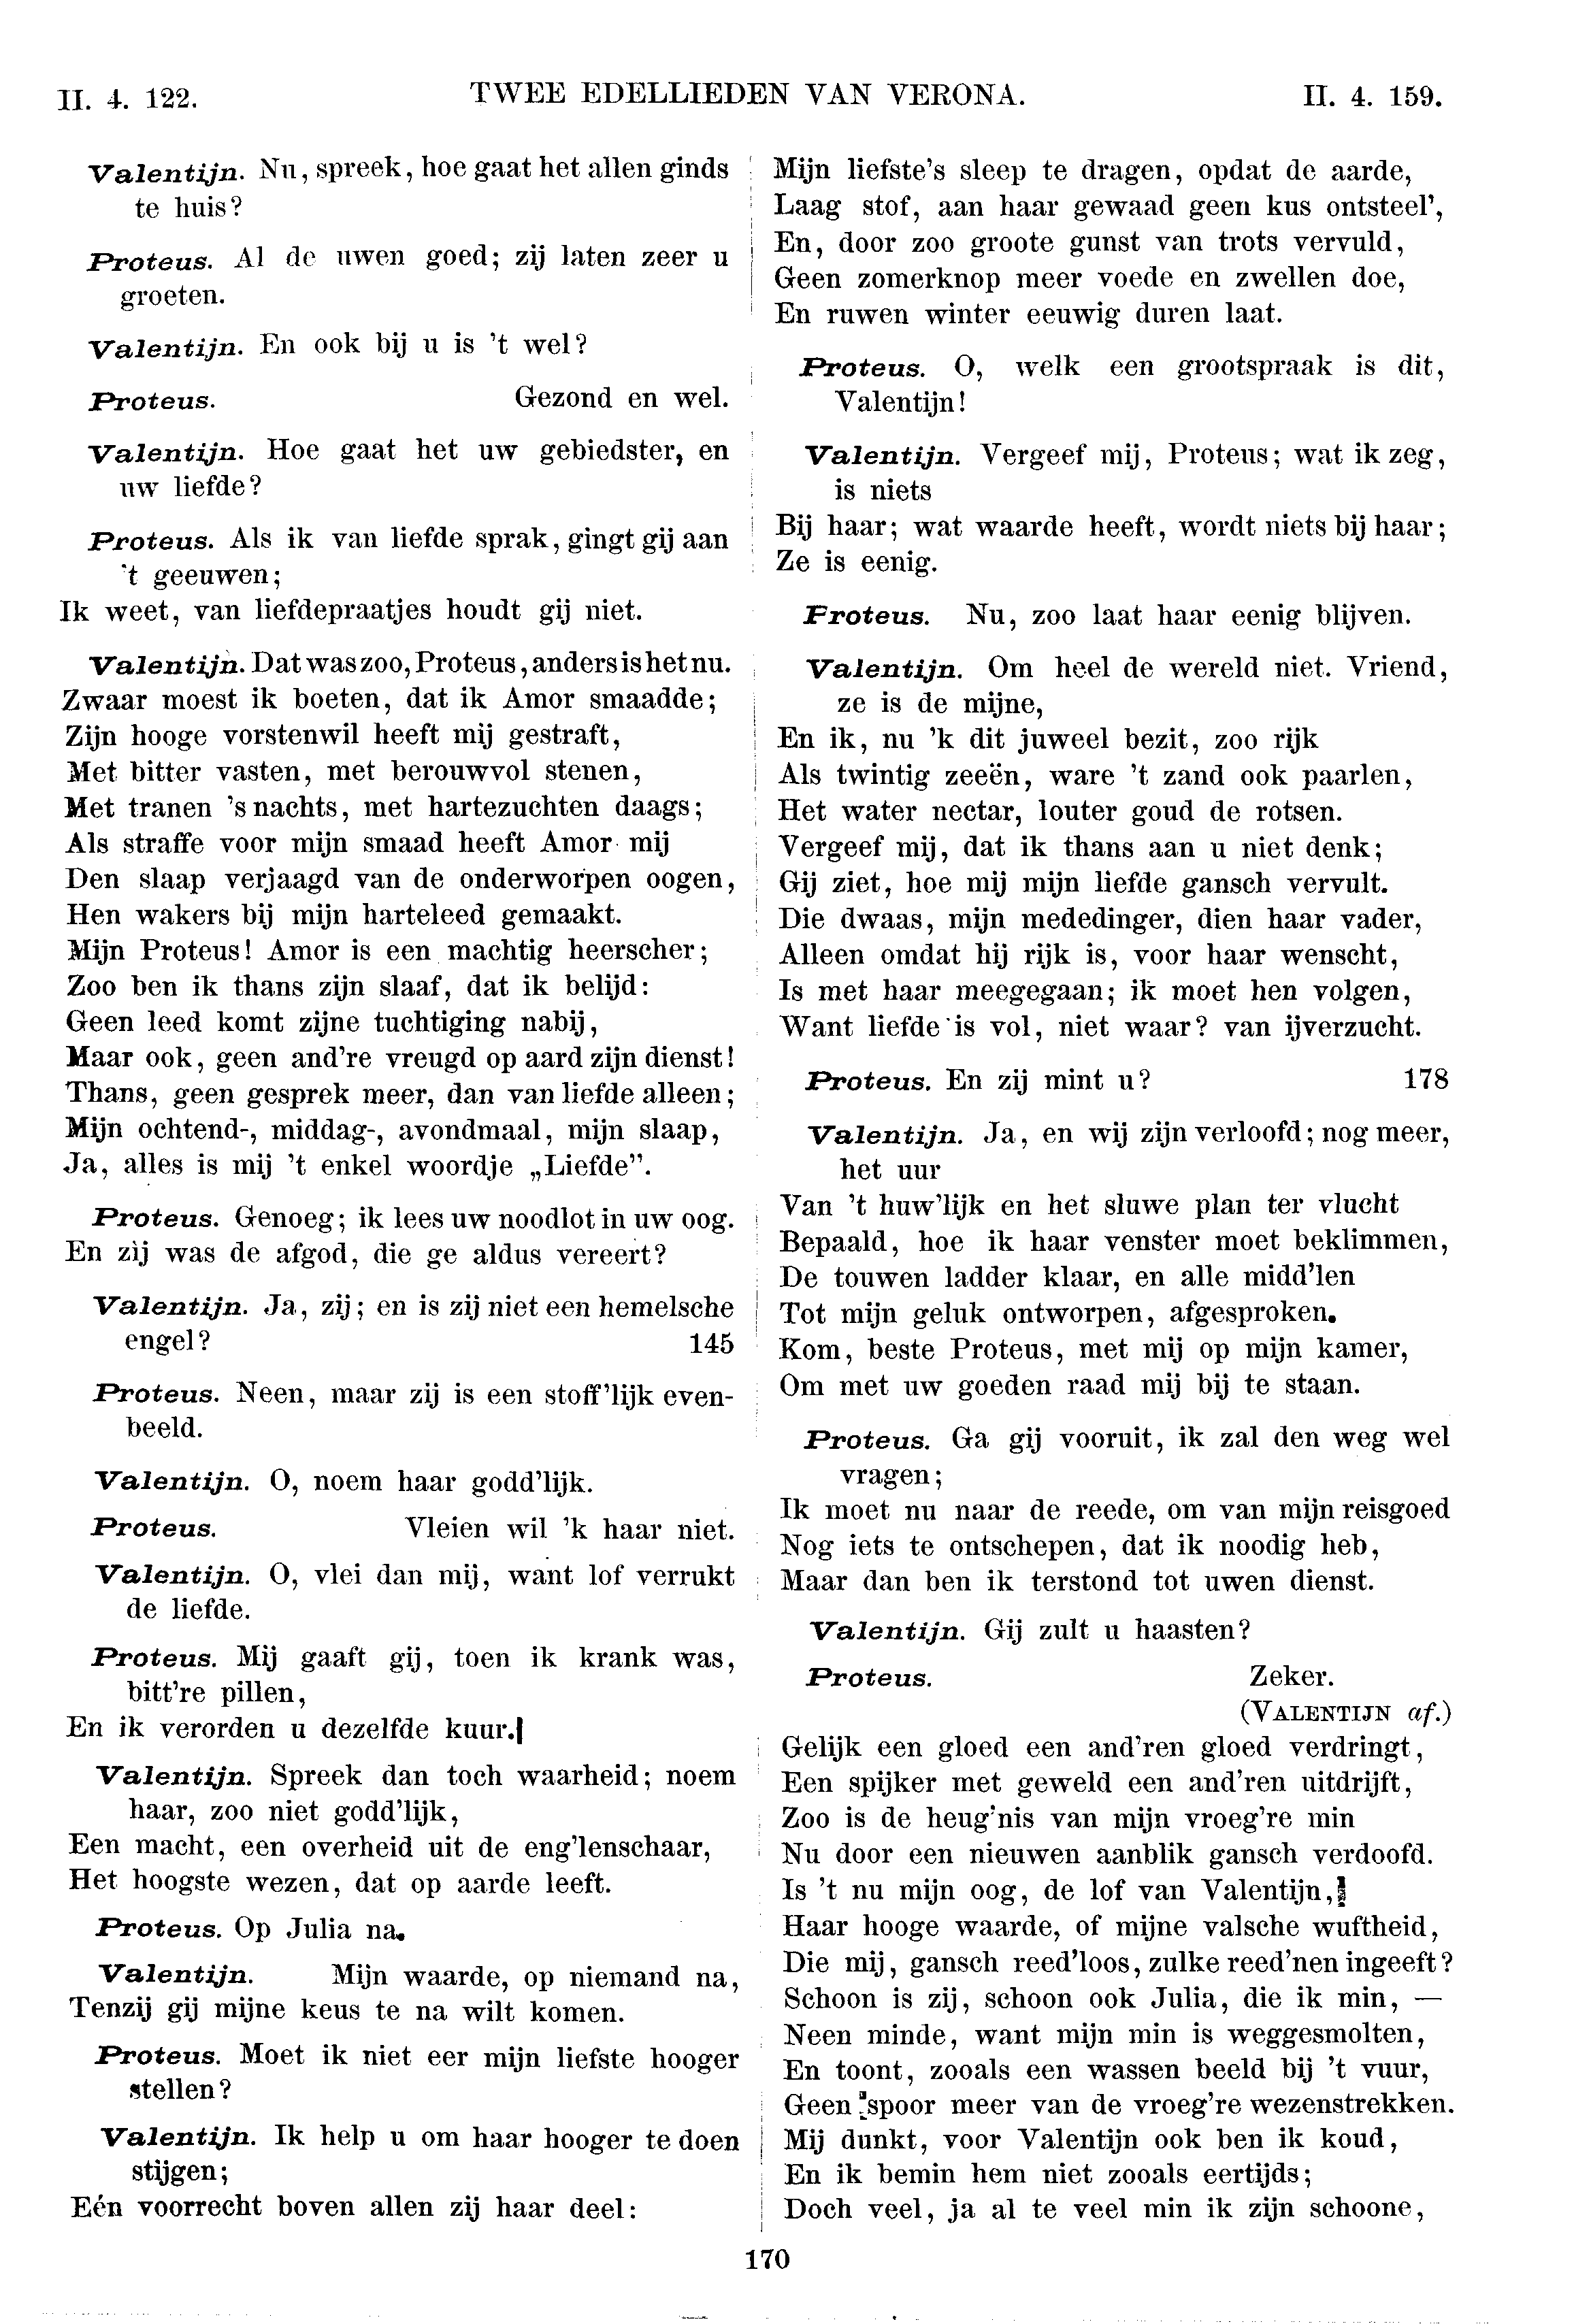 II. 4. 122.
TWEE EDELLIEDEN VAN VERONA.
II. 4. 159.
Valentijn. Nu, spreek, hoe gaat het allen ginds
te huis?
Proteus. Al de uwen goed; zij laten zeer u
groeten.
Valentijn. En ook bij u is 't wel?
Proteus. Gezond en wel.
Valentijn. Hoe gaat het uw gebiedster, en
uw liefde?
Proteus. Als ik van liefde sprak, gingt gij aan
't geeuwen;
Ik weet, van liefdepraatjes houdt gij niet.
Valentijn. Dat was zoo, Proteus, anders is het nu.
Zwaar moest ik boeten, dat ik Amor smaadde;
Zijn hooge vorstenwil heeft mij gestraft,
Met bitter vasten, met berouwvol stenen,
Met tranen 's nachts, met hartezuchten daags;
Als straffe voor mijn smaad heeft Amor mij
Den slaap verjaagd van de onderworpen oogen,
Hen wakers bij mijn harteleed gemaakt.
Mijn Proteus! Amor is een machtig heerscher;
Zoo ben ik thans zijn slaaf, dat ik belijd:
Geen leed komt zijne tuchtiging nabij,
Maar ook, geen and're vreugd op aard zijn dienst!
Thans, geen gesprek meer, dan van liefde alleen;
Mijn ochtend-, middag-, avondmaal, mijn slaap,
Ja, alles is mij 't enkel woordje „Liefde".
Proteus. Genoeg; ik lees uw noodlot in uw oog.
En zij was de afgod, die ge aldus vereert?
Valentijn. Ja, zij; en is zij niet een hemelsche
engel? 145
Proteus. Neen, maar zij is een stoff'lijk even-
beeld.
Valentijn. O, noem haar godd'lijk.
Proteus. Vleien wil 'k haar niet.
Valentijn. O, vlei dan mij, want lof verrukt
de liefde.
Proteus. Mij gaaft gij, toen ik krank was,
bitt're pillen,
En ik verorden u dezelfde kuur.
Valentijn. Spreek dan toch waarheid; noem
haar, zoo niet godd'lijk,
Een macht, een overheid uit de eng'lenschaar,
Het hoogste wezen, dat op aarde leeft.
Proteus. Op Julia na.
Valentijn. Mijn waarde, op niemand na,
Tenzij gij mijne keus te na wilt komen.
Proteus. Moet ik niet eer mijn liefste hooger
stellen?
Valentijn. Ik help u om haar hooger te doen
stijgen;
Eén voorrecht boven allen zij haar deel:
Mijn liefste's sleep te dragen, opdat de aarde,
Laag stof, aan haar gewaad geen kus ontsteel',
En, door zoo groote gunst van trots vervuld,
Geen zomerknop meer voede en zwellen doe,
En ruwen winter eeuwig duren laat.
Proteus. O, welk een grootspraak is dit,
Valentijn!
Valentijn. Vergeef mij, Proteus; wat ik zeg,
is niets
Bij haar; wat waarde heeft, wordt niets bij haar;
Ze is eenig.
Proteus. Nu, zoo laat haar eenig blijven.
Valentijn. Om heel de wereld niet. Vriend,
ze is de mijne,
En ik, nu 'k dit juweel bezit, zoo rijk
Als twintig zeeën, ware 't zand ook paarlen,
Het water nectar, louter goud de rotsen.
Vergeef mij, dat ik thans aan u niet denk;
Gij ziet, hoe mij mijn liefde gansch vervult.
Die dwaas, mijn mededinger, dien haar vader,
Alleen omdat hij rijk is, voor haar wenscht,
Is met haar meegegaan; ik moet hen volgen,
Want liefde is vol, niet waar? van ijverzucht.
Proteus. En zij mint u? 178
Valentijn. Ja, en wij zijn verloofd; nog meer,
het uur
Van 't huw'lijk en het sluwe plan ter vlucht
Bepaald, hoe ik haar venster moet beklimmen,
De touwen ladder klaar, en alle midd'len
Tot mijn geluk ontworpen, afgesproken.
Kom, beste Proteus, met mij op mijn kamer,
Om met uw goeden raad mij bij te staan.
Proteus. Ga gij vooruit, ik zal den weg wel
vragen;
Ik moet nu naar de reede, om van mijn reisgoed
Nog iets te ontschepen, dat ik noodig heb,
Maar dan ben ik terstond tot uwen dienst.
Valentijn. Gij zult u haasten?
Proteus. Zeker.
(VALENTIJN af.)
Gelijk een gloed een and'ren gloed verdringt,
Een spijker met geweld een and'ren uitdrijft,
Zoo is de heug'nis van mijn vroeg're min
Nu door een nieuwen aanblik gansch verdoofd.
Is 't nu mijn oog, de lof van Valentijn,
Haar hooge waarde, of mijne valsche wuftheid,
Die mij, gansch reed'loos, zulke reed'nen ingeeft?
Schoon is zij, schoon ook Julia, die ik min, —
Neen minde, want mijn min is weggesmolten,
En toont, zooals een wassen beeld bij 't vuur,
Geen spoor meer van de vroeg're wezenstrekken.
Mij dunkt, voor Valentijn ook ben ik koud,
En ik bemin hem niet zooals eertijds;
Doch veel, ja al te veel min ik zijn schoone,
170